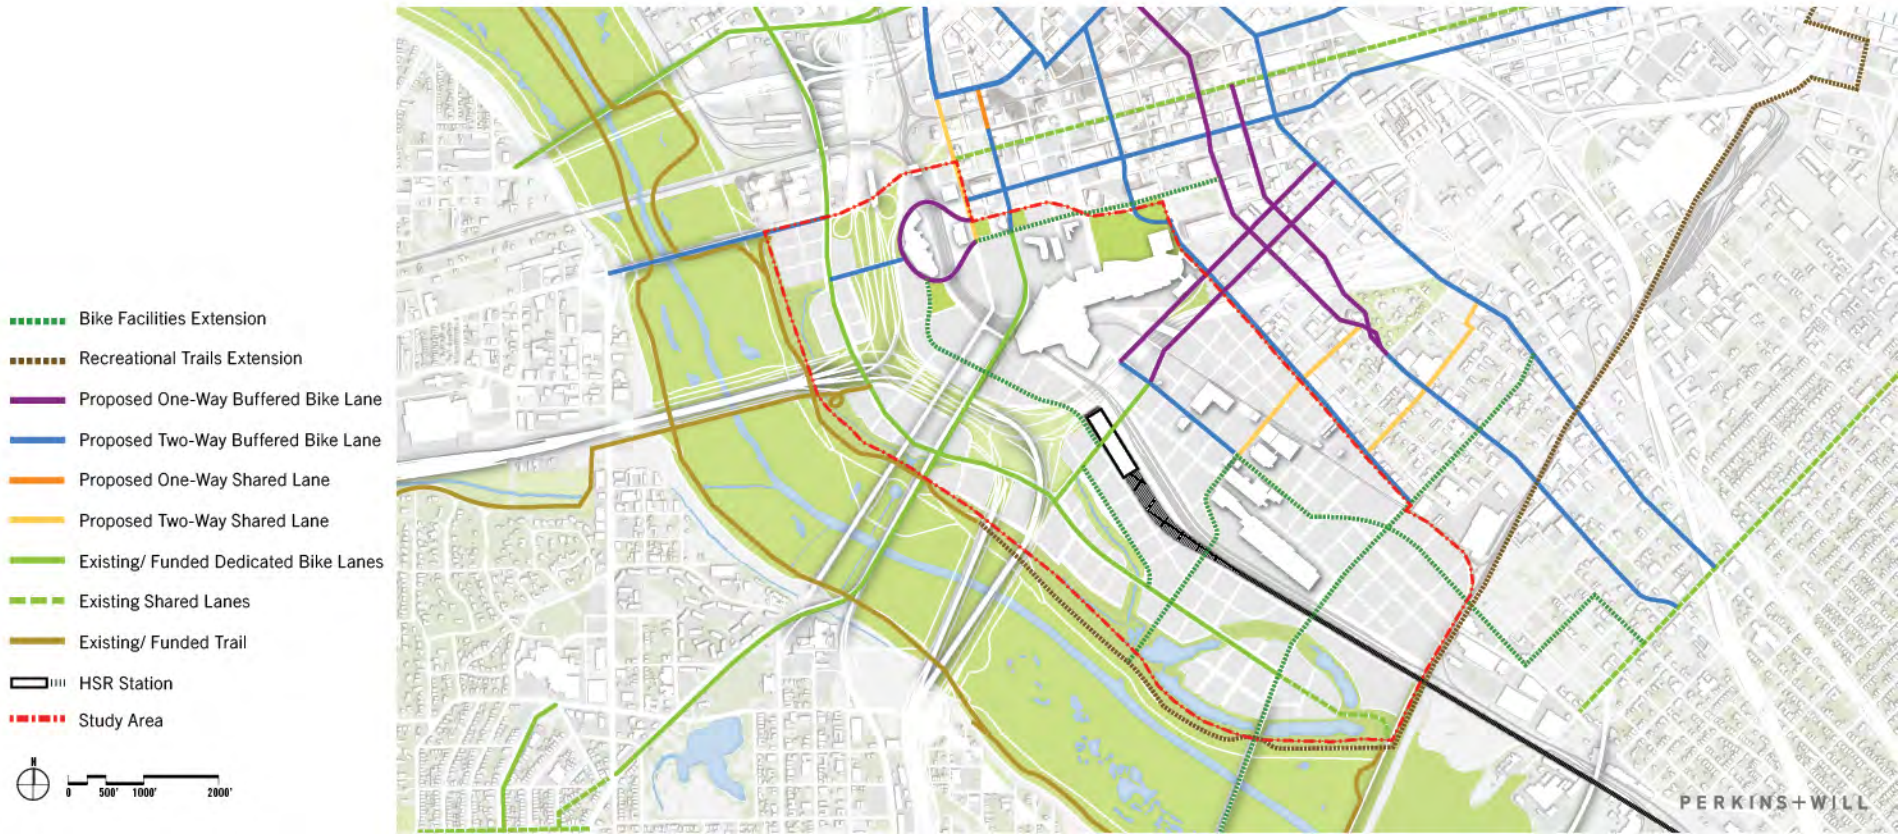 Bike Facilities Extension
Recreational Trails Extension
Proposed One-Way Buffered Bike Lane
Proposed Two-Way Buffered Bike Lane
Proposed One-Way Shared Lane
Proposed Two-Way Shared Lane
Existing/ Funded Dedicated Bike Lanes
Existing Shared Lanes
Existing/ Funded Trail
HSR Station
Study Area
N
0 500' 1000' 2000'
PERKINS+WILL